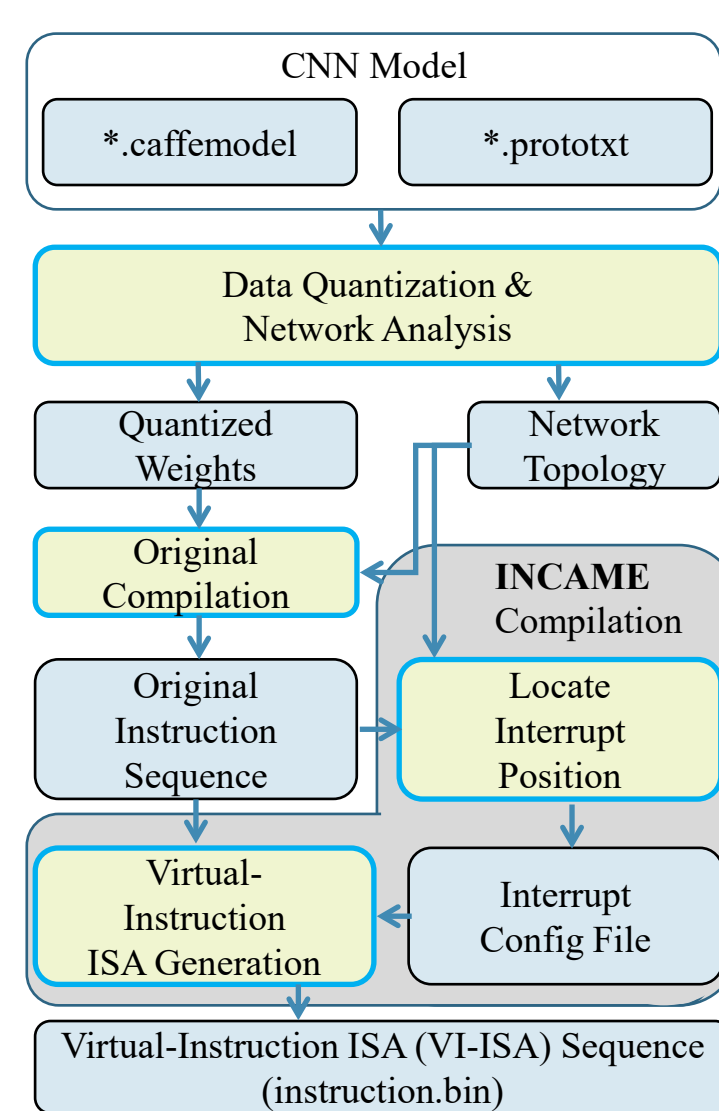 CNN Model
*.caffemodel
*.prototxt
Data Quantization &
Network Analysis
Quantized
Weights
Network
Topology
Original
Compilation
INCAME
Compilation
Original
Instruction
Sequence
Locate
Interrupt
Position
Virtual-
Instruction
ISA Generation
Interrupt
Config File
Virtual-Instruction ISA (VI-ISA) Sequence
(instruction.bin)